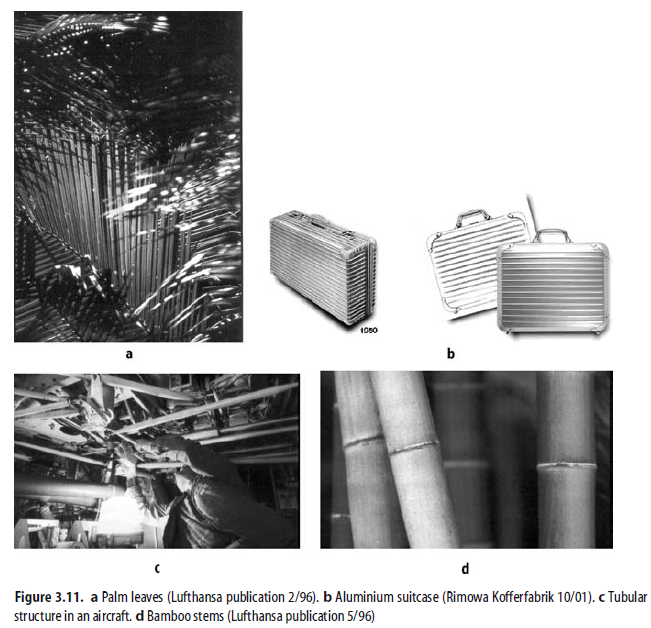 a
1050
b
c
d
Figure 3.11. a Palm leaves (Lufthansa publication 2/96). b Aluminium suitcase (Rimowa Kofferfabrik 10/01). c Tubular
structure in an aircraft. d Bamboo stems (Lufthansa publication 5/96)